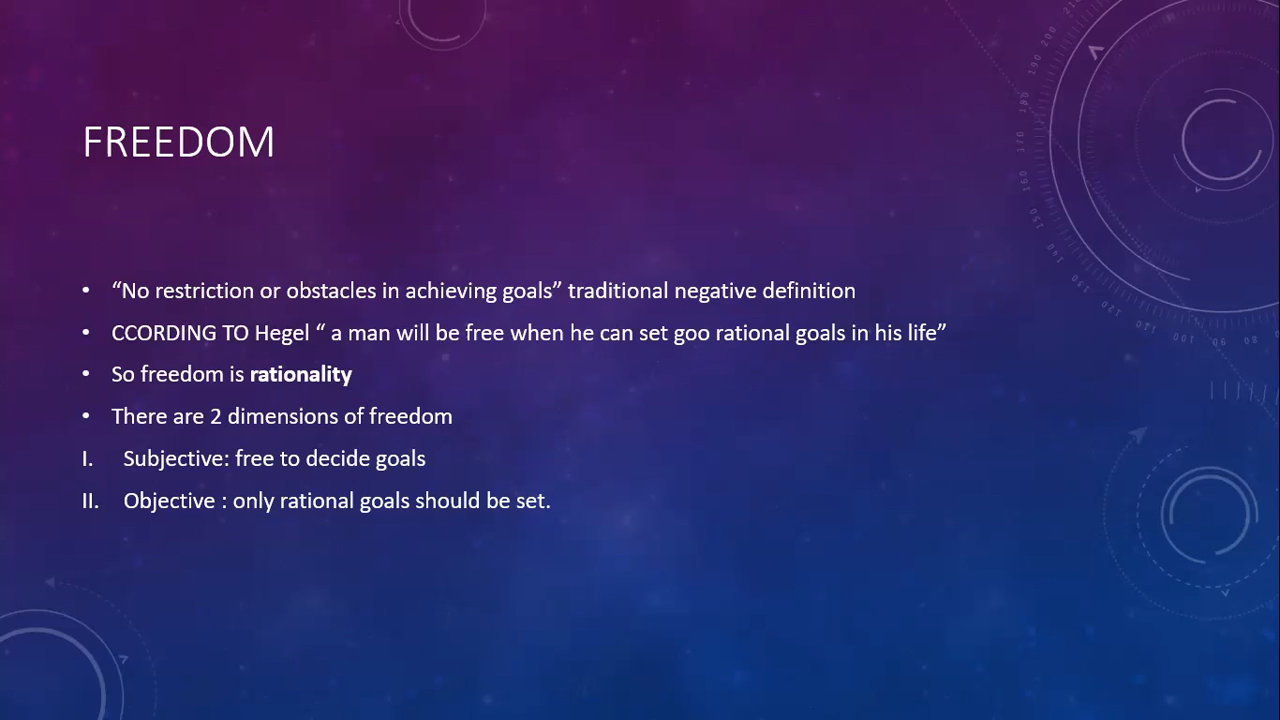 FREEDOM
• “No restriction or obstacles in achieving goals” traditional negative definition
• CCORDING TO Hegel “ a man will be free when he can set goo rational goals in his life”
• So freedom is rationality
• There are 2 dimensions of freedom
I. Subjective: free to decide goals
II. Objective : only rational goals should be set.